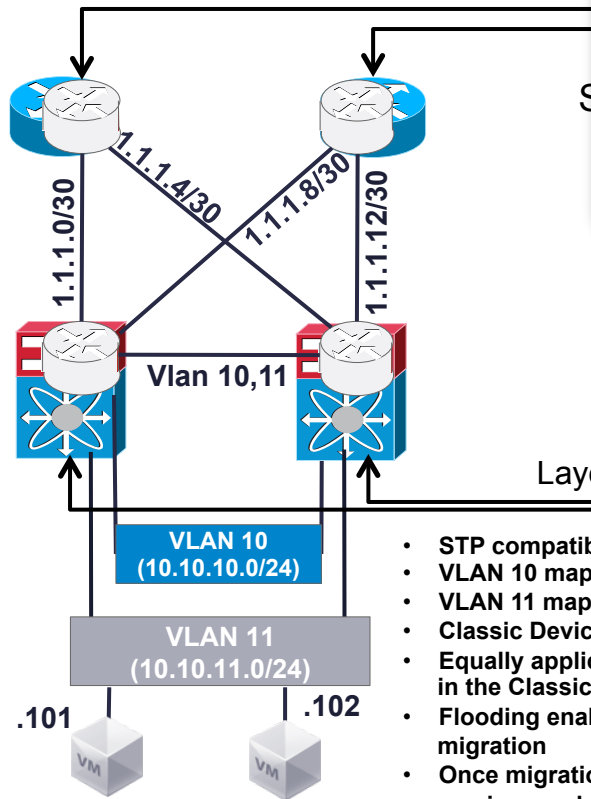 S
1.1.1.4/30
1.1.1.8/30
1.1.1.0/30
1.1.1.12/30
Vlan 10,11
VLAN 10
(10.10.10.0/24)
VLAN 11
(10.10.11.0/24)
.101
.102
VM
VM
Laye
• STP compatib
• VLAN 10 map
• VLAN 11 map
• Classic Devic
• Equally applie
in the Classic
• Flooding enal
migration
• Once migratio